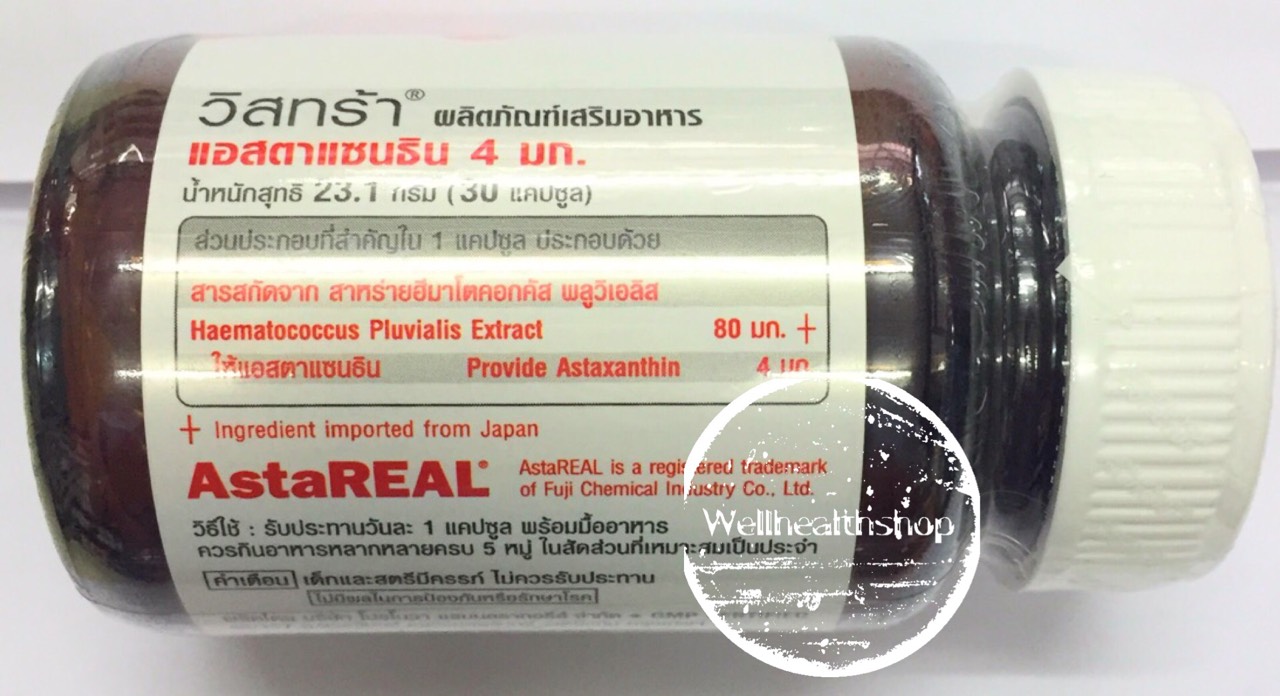 วิสทร้า® ผลิตภัณฑ์เสริมอาหาร
แอสตาแซนธิน 4 มก.
น้ำหนักสุทธิ 23.1 กรัม (30 แคปซูล)
ส่วนประกอบที่สำคัญใน 1 แคปซูล ประกอบด้วย
สารสกัดจาก สาหร่ายฮีมาโตคอกคัส พลูวิเอลิส
Haematococcus Pluvialis Extract 80 มก. +
ให้แอสตาแซนธิน Provide Astaxanthin 4 มก.
+ Ingredient imported from Japan
AstaREAL® AstaREAL is a registered trademark
of Fuji Chemical Industry Co., Ltd.
วิธีใช้ : รับประทานวันละ 1 แคปซูล พร้อมมื้ออาหาร
ควรกินอาหารหลากหลายครบ 5 หมู่ ในสัดส่วนที่เหมาะสมเป็นประจำ
คำเตือน เด็กและสตรีมีครรภ์ ไม่ควรรับประทาน
ไม่มีผลในการป้องกันหรือรักษาโรค
Wellhealthshop